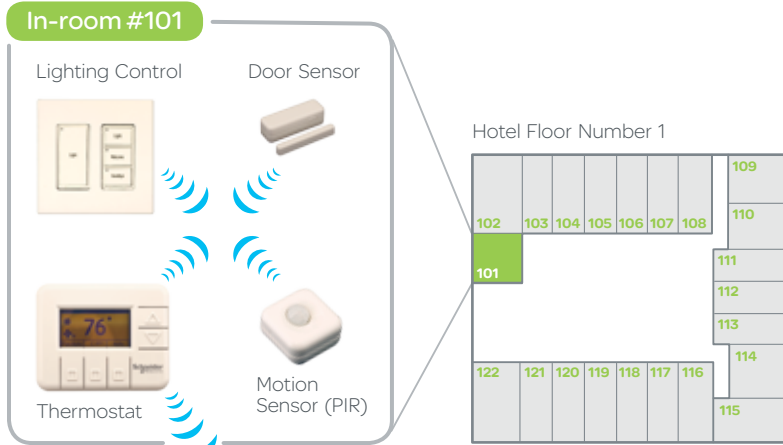 In-room #101
Lighting Control
Door Sensor
76°
Schneider
Thermostat
Motion
Sensor (PIR)
Hotel Floor Number 1
102 103 104 105 106 107 108
109
110
101
111
112
113
114
122 121 120 119 118 117 116
115